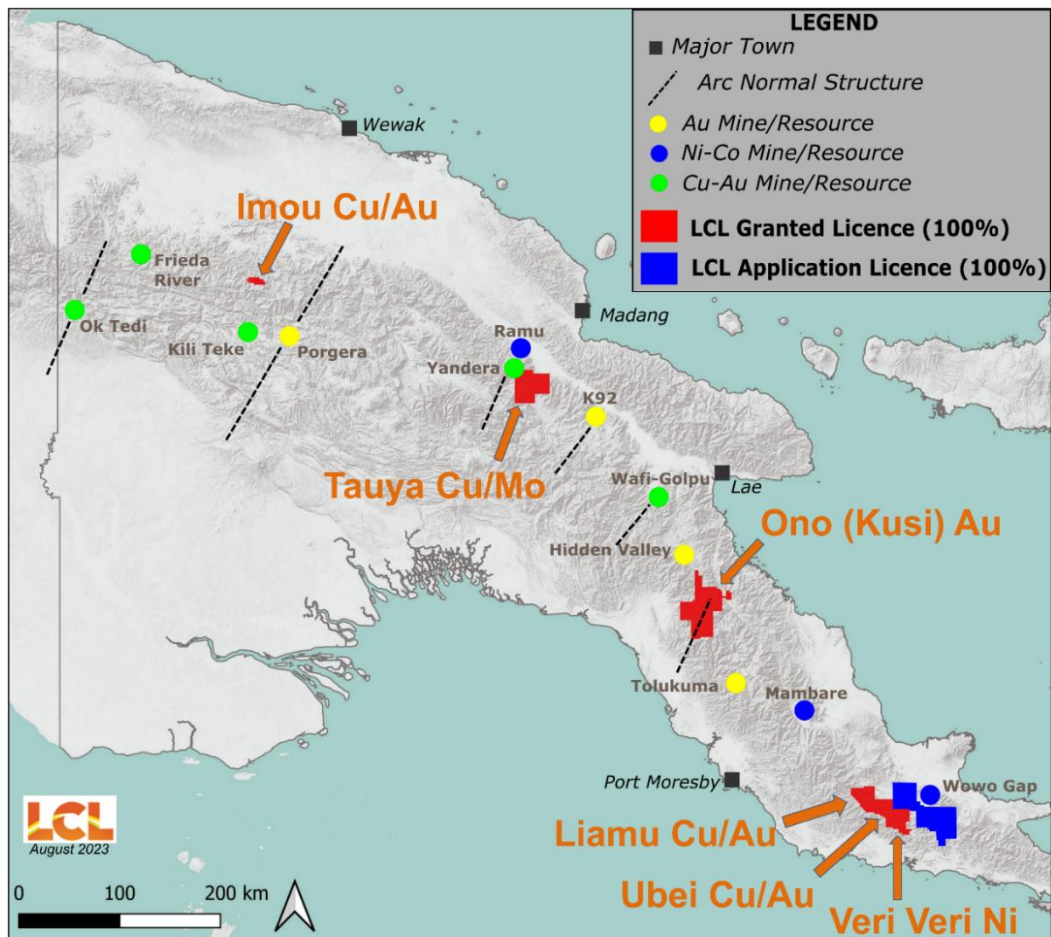 LEGEND
Major Town
Arc Normal Structure
Au Mine/Resource
Ni-Co Mine/Resource
Cu-Au Mine/Resource
LCL Granted Licence (100%)
LCL Application Licence (100%)
Wewak
Imou Cu/Au
Frieda
River
Ok Tedi
Kili Teke
Porgera
Madang
Ramu
Yandera
K92
Tauya Cu/Mo
Wafi-Golpu
Lae
Ono (Kusi) Au
Hidden Valley
Tolukuma
Mambare
Port Moresby
Wowo Gap
Liamu Cu/Au
Ubei Cu/Au
Veri Veri Ni
LCL
August 2023
0 100 200 km